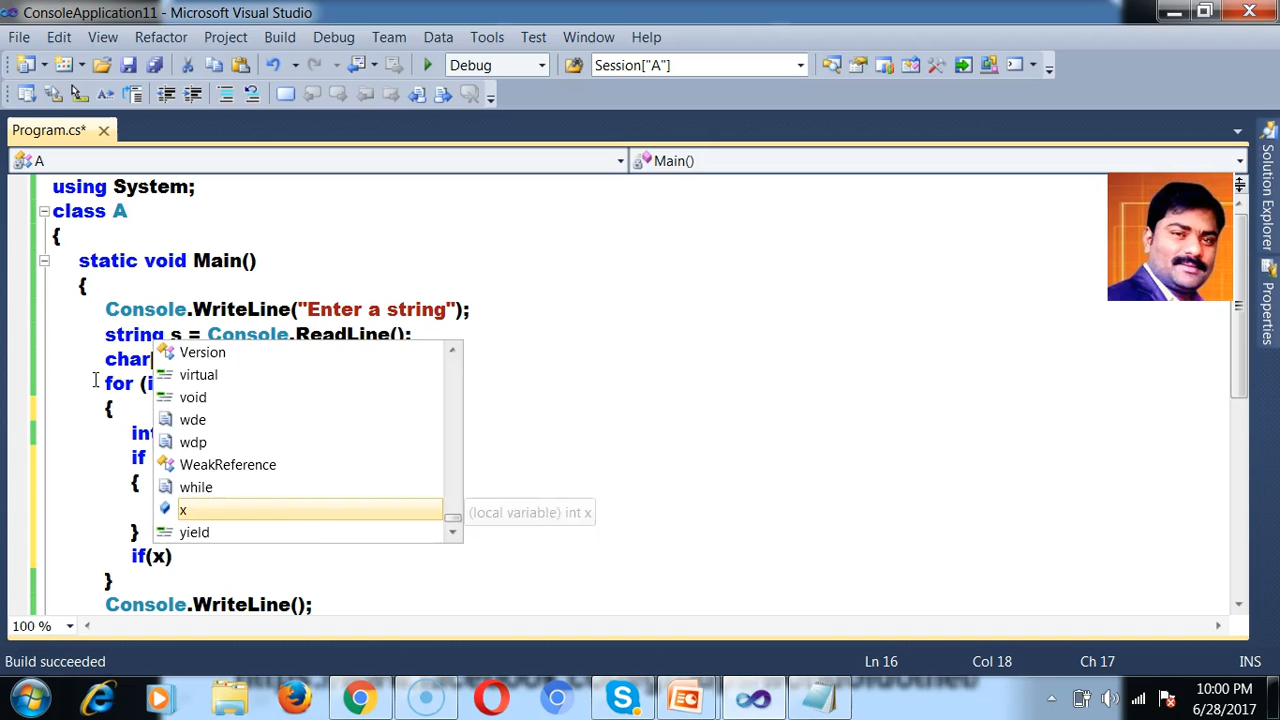 ConsoleApplication11 - Microsoft Visual Studio
File Edit View Refactor Project Build Debug Team Data Tools Test Window Help
Debug Session["A"]
Program.cs*
A Main()
using System;
class A
{
static void Main()
{
Console.WriteLine("Enter a string");
string s = Console.ReadLine();
char
for (i
{
int
if
{
}
if(x)
}
Console.WriteLine();
Version
virtual
void
wde
wdp
WeakReference
while
x
yield
(local variable) int x
Solution Explorer
Properties
100 %
Build succeeded Ln 16 Col 18 Ch 17 INS
10:00 PM
6/28/2017